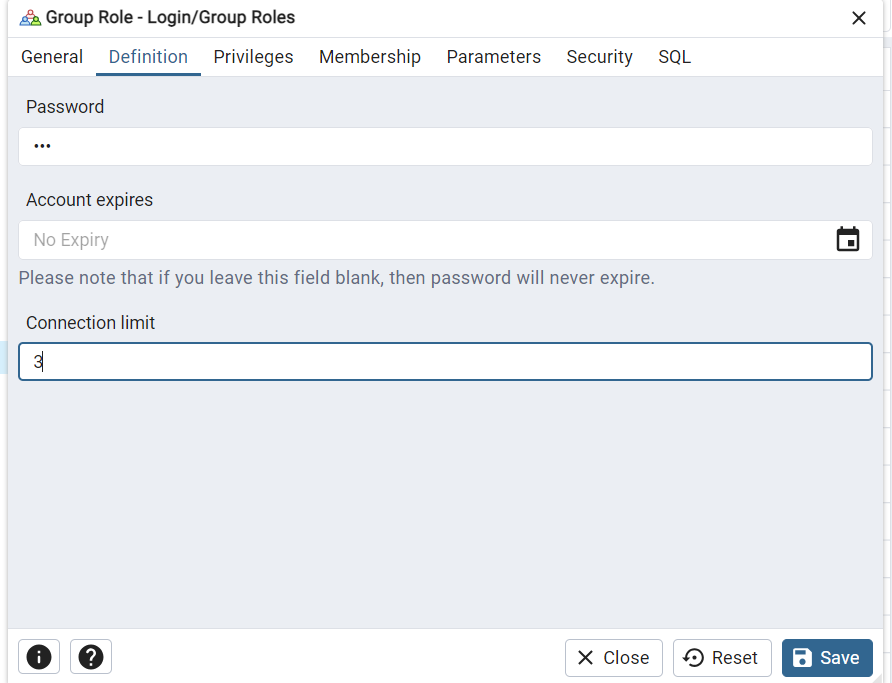 Group Role - Login/Group Roles
General Definition Privileges Membership Parameters Security SQL
Password
•••
Account expires
No Expiry
Please note that if you leave this field blank, then password will never expire.
Connection limit
3
Close Reset Save